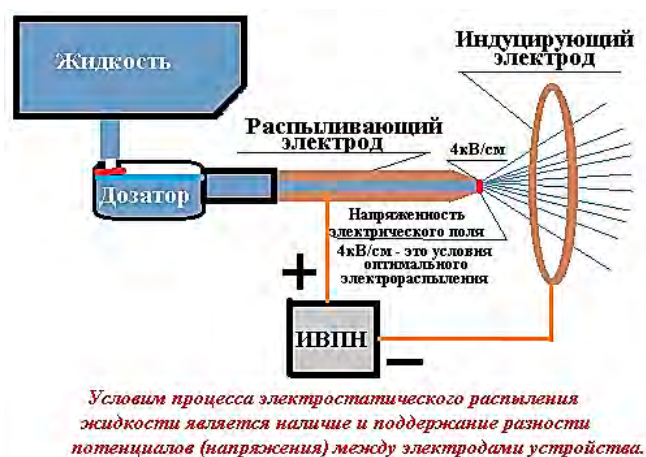 Жидкость
Индуцирующий
электрод
Распыливающий
электрод
4кВ/см
Дозатор
Напряженность
электрического поля
4кВ/см - это условия
оптимального
электрораспыления
+
ИВПН
−
Условим процесса электростатического распыления
жидкости является наличие и поддержание разности
потенциалов (напряжения) между электродами устройства.